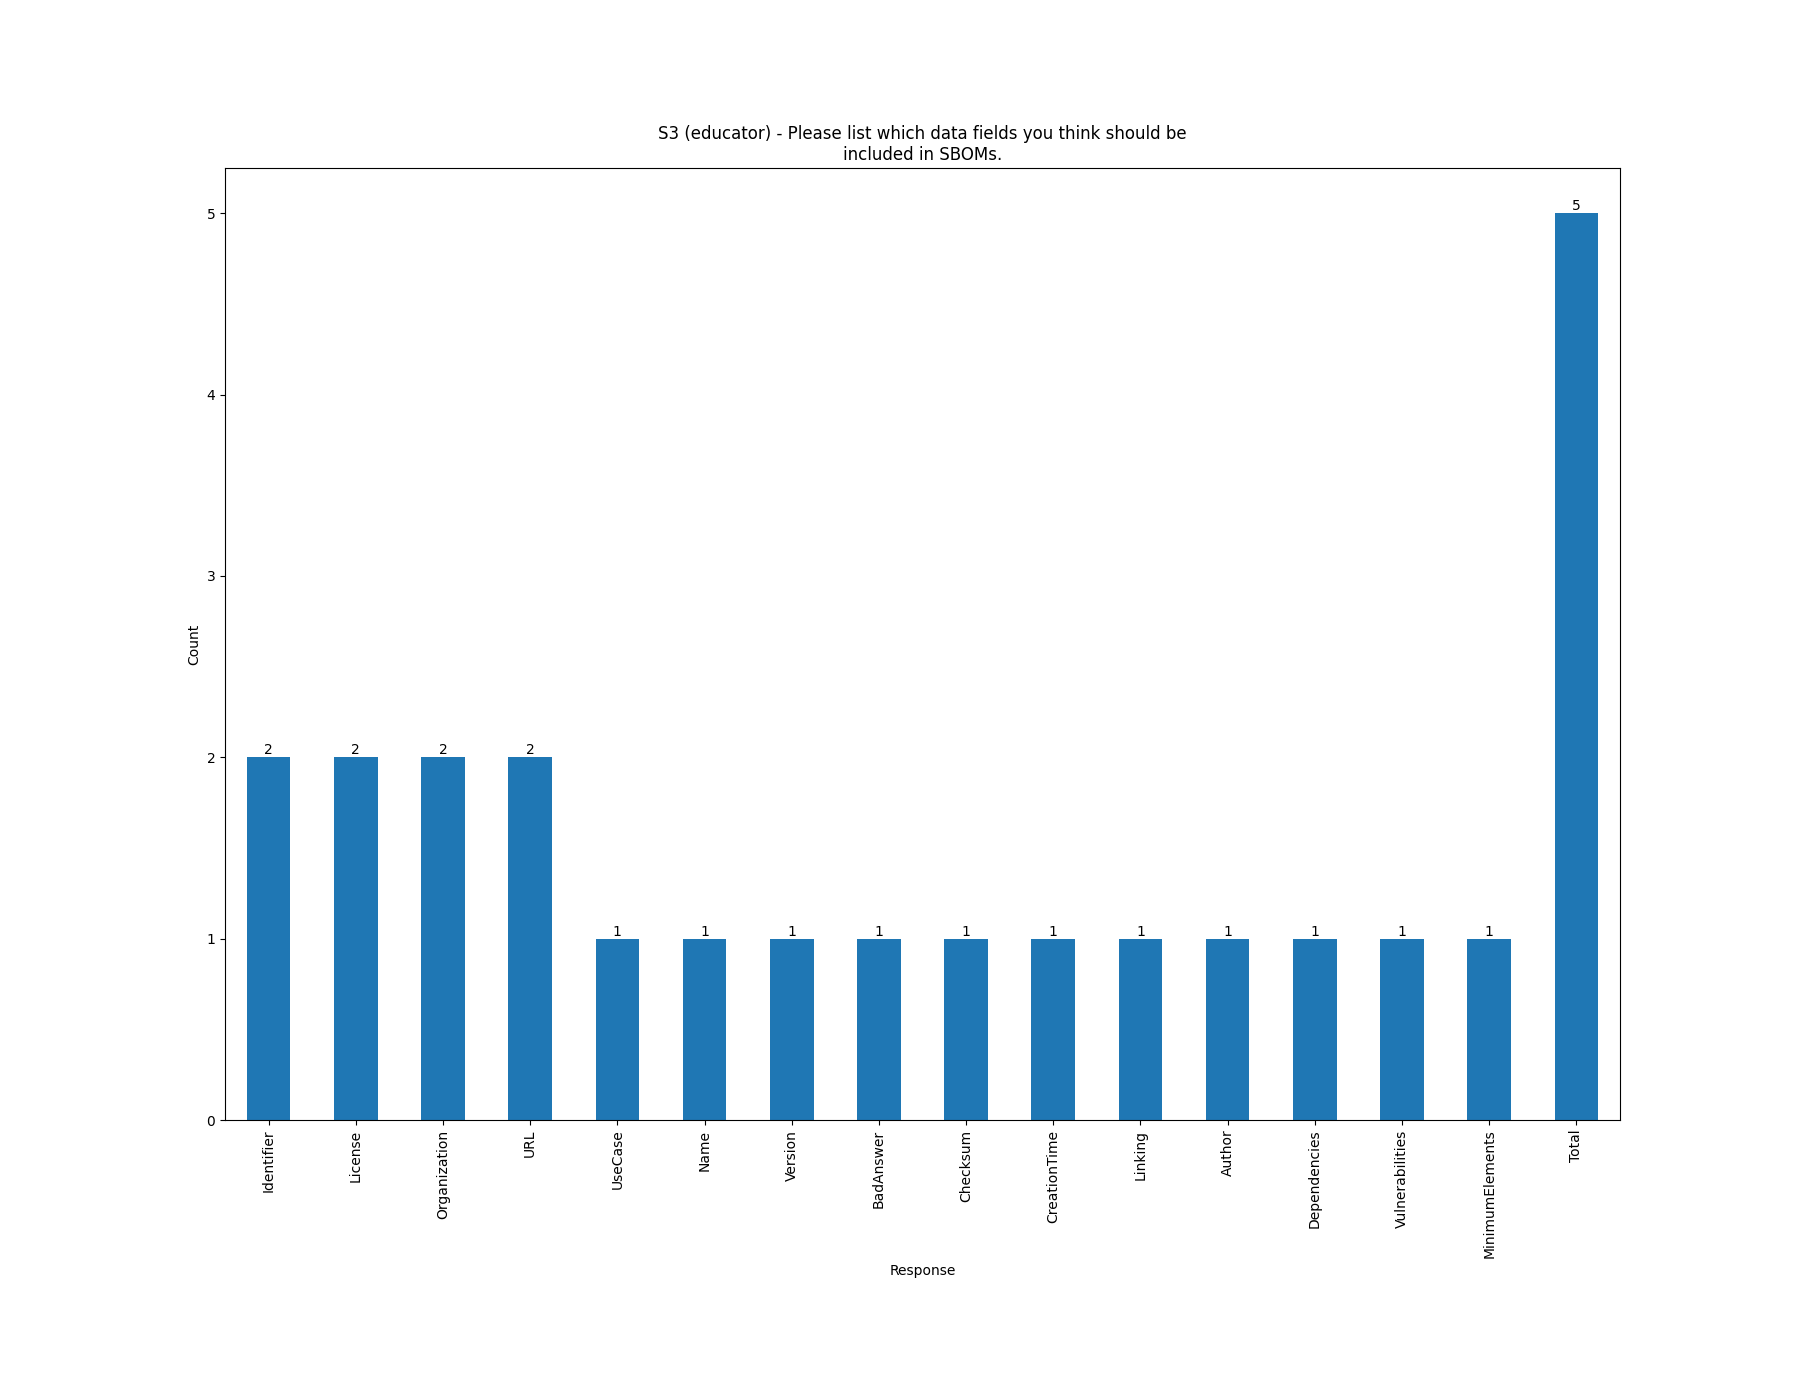 S3 (educator) - Please list which data fields you think should be
included in SBOMs.
5
4
3
2
1
0
Count
2
2
2
2
1
1
1
1
1
1
1
1
1
1
1
5
Identifier
License
Organization
URL
UseCase
Name
Version
BadAnswer
Checksum
CreationTime
Linking
Author
Dependencies
Vulnerabilities
MinimumElements
Total
Response